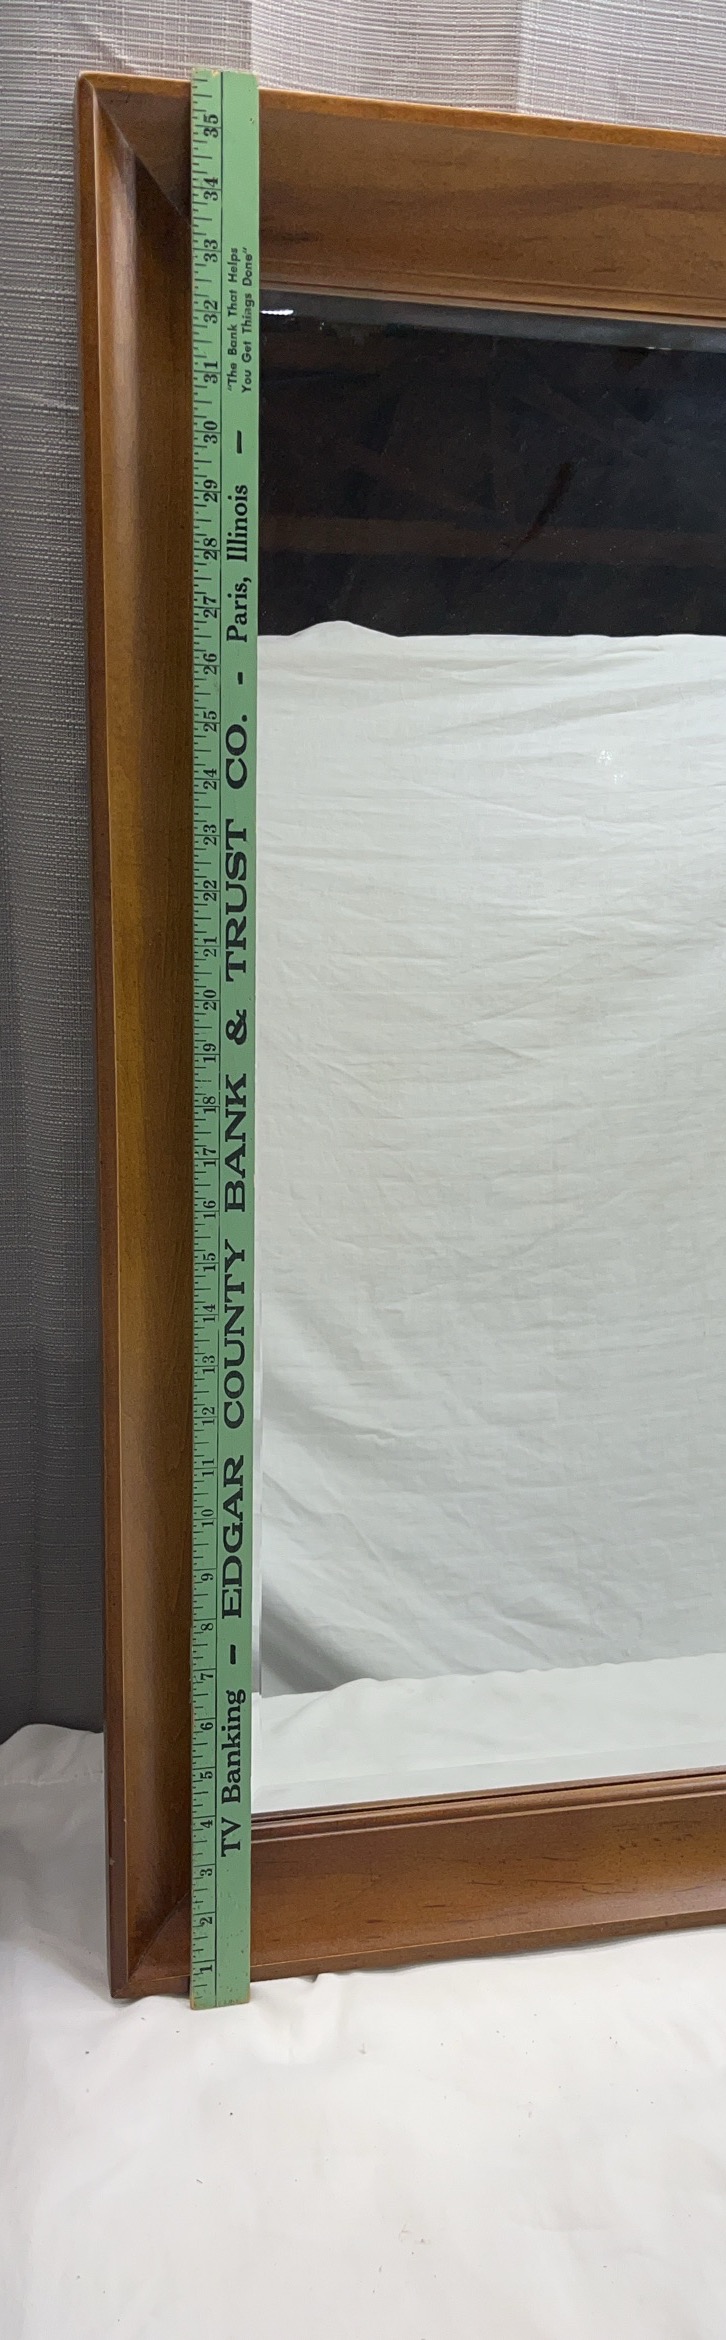 TV Banking – EDGAR COUNTY BANK & TRUST CO. - Paris, Illinois –
"The Bank That Helps
You Get Things Done"
1 2 3 4 5 6 7 8 9 10 11 12 13 14 15 16 17 18 19 20 21 22 23 24 25 26 27 28 29 30 31 32 33 34 35